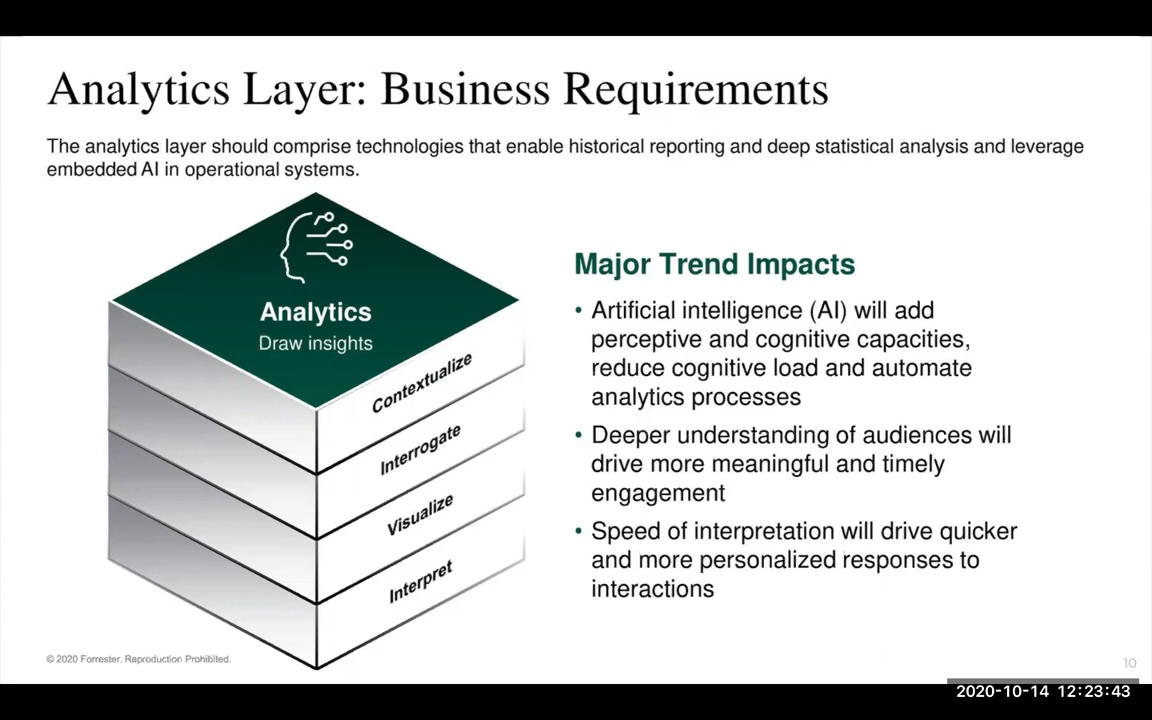 Analytics Layer: Business Requirements
The analytics layer should comprise technologies that enable historical reporting and deep statistical analysis and leverage
embedded AI in operational systems.
Analytics
Draw insights
Contextualize
Interrogate
Visualize
Interpret
Major Trend Impacts
• Artificial intelligence (AI) will add
perceptive and cognitive capacities,
reduce cognitive load and automate
analytics processes
• Deeper understanding of audiences will
drive more meaningful and timely
engagement
• Speed of interpretation will drive quicker
and more personalized responses to
interactions
© 2020 Forrester. Reproduction Prohibited.
10
2020-10-14 12:23:43